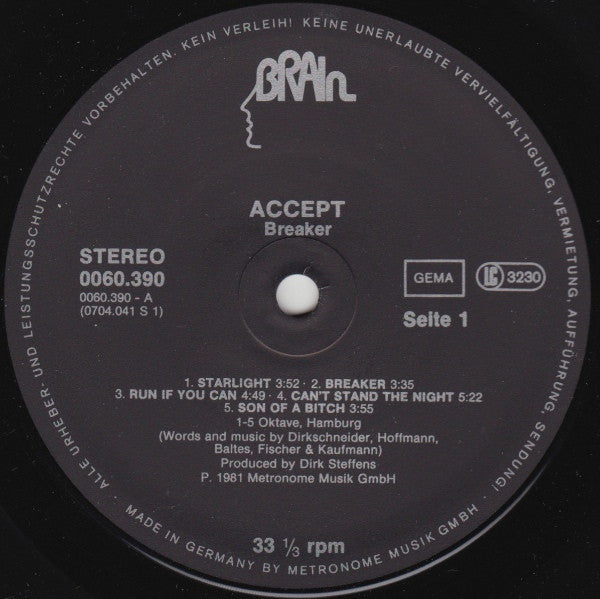 · ALLE URHEBER- UND LEISTUNGSSCHUTZRECHTE VORBEHALTEN. KEIN VERLEIH! KEINE UNERLAUBTE VERVIELFÄLTIGUNG, VERMIETUNG, AUFFÜHRUNG, SENDUNG! ·
BRAIn
ACCEPT
Breaker
STEREO
0060.390
0060.390 - A
(0704.041 S 1)
GEMA
LC 3230
Seite 1
1. STARLIGHT 3:52 · 2. BREAKER 3:35
3. RUN IF YOU CAN 4:49 · 4. CAN'T STAND THE NIGHT 5:22
5. SON OF A BITCH 3:55
1-5 Oktave, Hamburg
(Words and music by Dirkschneider, Hoffmann,
Baltes, Fischer & Kaufmann)
Produced by Dirk Steffens
P. 1981 Metronome Musik GmbH
33 1/3 rpm
MADE IN GERMANY BY METRONOME MUSIK GMBH ·